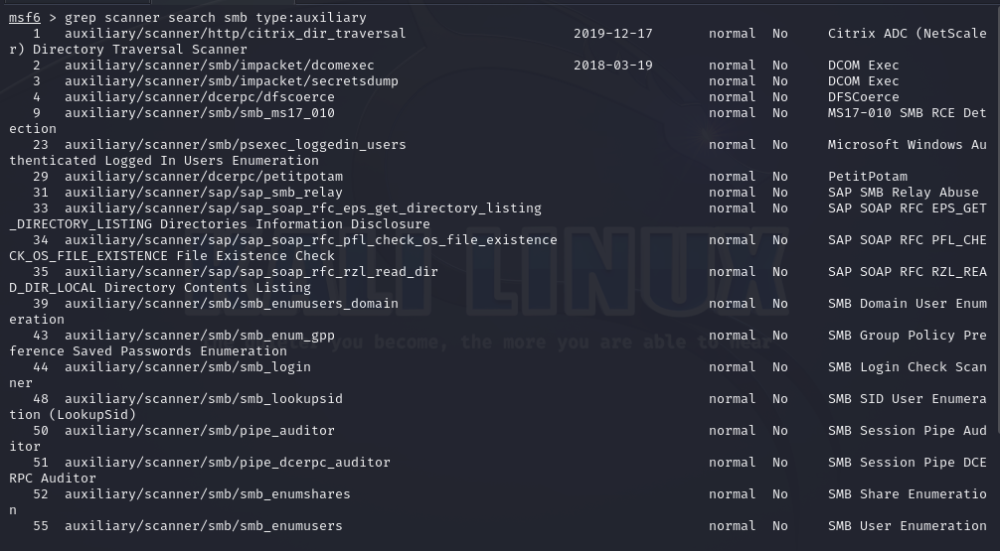 msf6 > grep scanner search smb type:auxiliary
1 auxiliary/scanner/http/citrix_dir_traversal 2019-12-17 normal No Citrix ADC (NetScale
r) Directory Traversal Scanner
2 auxiliary/scanner/smb/impacket/dcomexec 2018-03-19 normal No DCOM Exec
3 auxiliary/scanner/smb/impacket/secretsdump normal No DCOM Exec
4 auxiliary/scanner/dcerpc/dfscoerce normal No DFSCoerce
9 auxiliary/scanner/smb/smb_ms17_010 normal No MS17-010 SMB RCE Det
ection
23 auxiliary/scanner/smb/psexec_loggedin_users normal No Microsoft Windows Au
thenticated Logged In Users Enumeration
29 auxiliary/scanner/dcerpc/petitpotam normal No PetitPotam
31 auxiliary/scanner/sap/sap_smb_relay normal No SAP SMB Relay Abuse
33 auxiliary/scanner/sap/sap_soap_rfc_eps_get_directory_listing normal No SAP SOAP RFC EPS_GET
_DIRECTORY_LISTING Directories Information Disclosure
34 auxiliary/scanner/sap/sap_soap_rfc_pfl_check_os_file_existence normal No SAP SOAP RFC PFL_CHE
CK_OS_FILE_EXISTENCE File Existence Check
35 auxiliary/scanner/sap/sap_soap_rfc_rzl_read_dir normal No SAP SOAP RFC RZL_REA
D_DIR_LOCAL Directory Contents Listing
39 auxiliary/scanner/smb/smb_enumusers_domain normal No SMB Domain User Enum
eration
43 auxiliary/scanner/smb/smb_enum_gpp normal No SMB Group Policy Pre
ference Saved Passwords Enumeration
44 auxiliary/scanner/smb/smb_login normal No SMB Login Check Scan
ner
48 auxiliary/scanner/smb/smb_lookupsid normal No SMB SID User Enumera
tion (LookupSid)
50 auxiliary/scanner/smb/pipe_auditor normal No SMB Session Pipe Aud
itor
51 auxiliary/scanner/smb/pipe_dcerpc_auditor normal No SMB Session Pipe DCE
RPC Auditor
52 auxiliary/scanner/smb/smb_enumshares normal No SMB Share Enumeratio
n
55 auxiliary/scanner/smb/smb_enumusers normal No SMB User Enumeration
LINUX
you become, the more you are able to hear